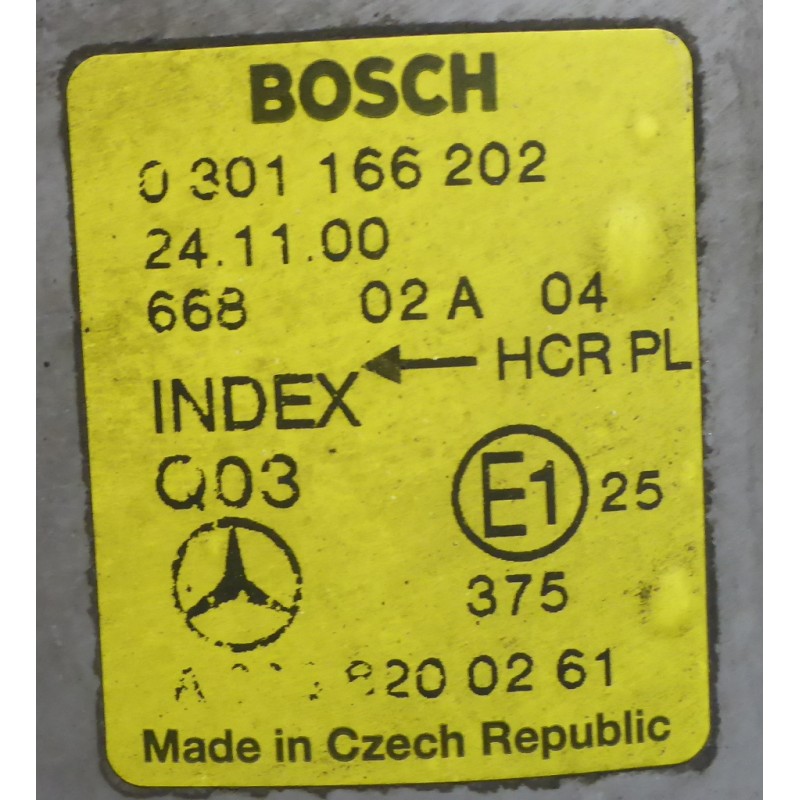 BOSCH
0 301 166 202
24.11.00
668 02 A 04
INDEX ← HCR PL
Q03
E1 25
375
A 820 02 61
Made in Czech Republic